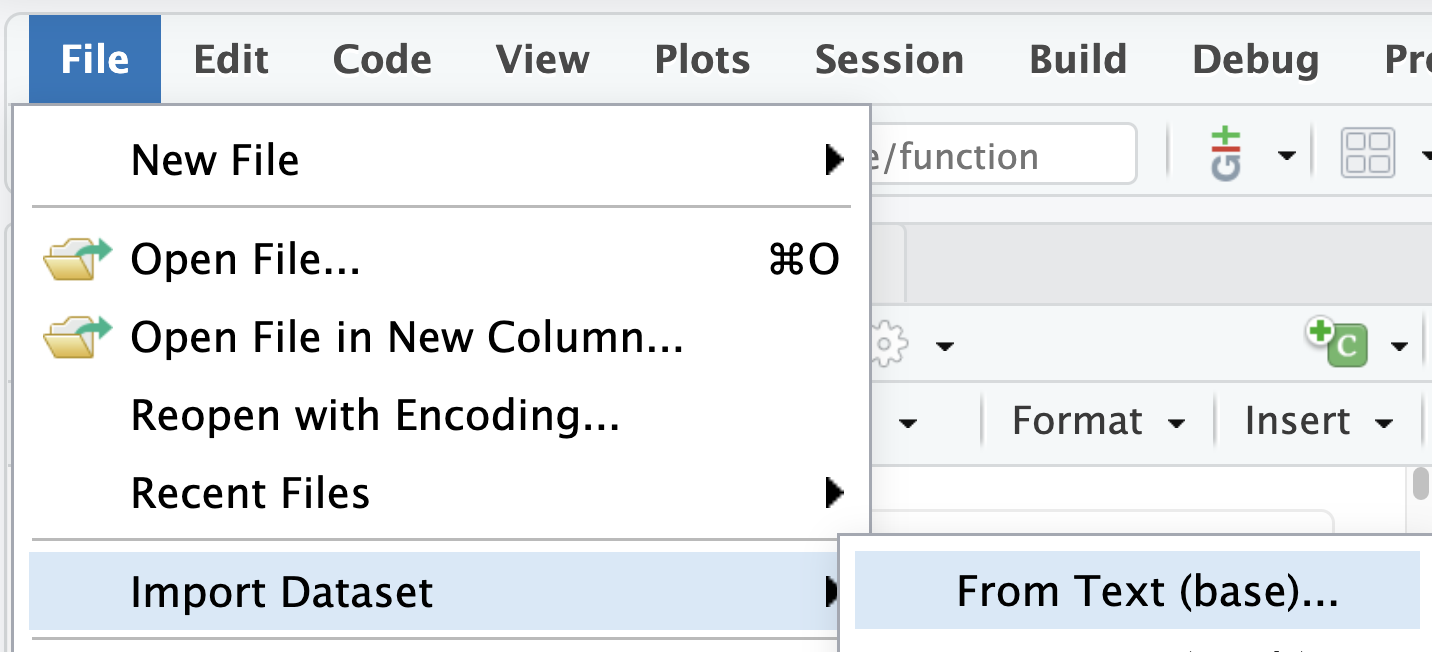 File Edit Code View Plots Session Build Debug
New File
e/function
Open File... ⌘O
Open File in New Column...
C
Reopen with Encoding...
Format Insert
Recent Files
Import Dataset
From Text (base)...